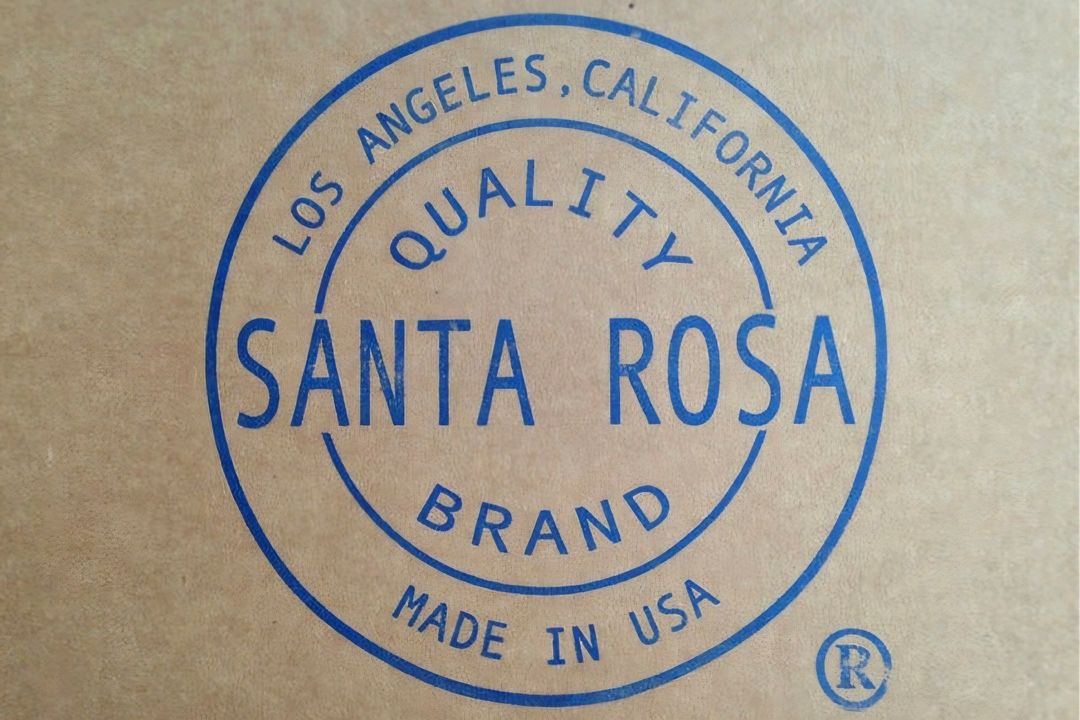 LOS ANGELES, CALIFORNIA
QUALITY
SANTA ROSA
BRAND
MADE IN USA
®